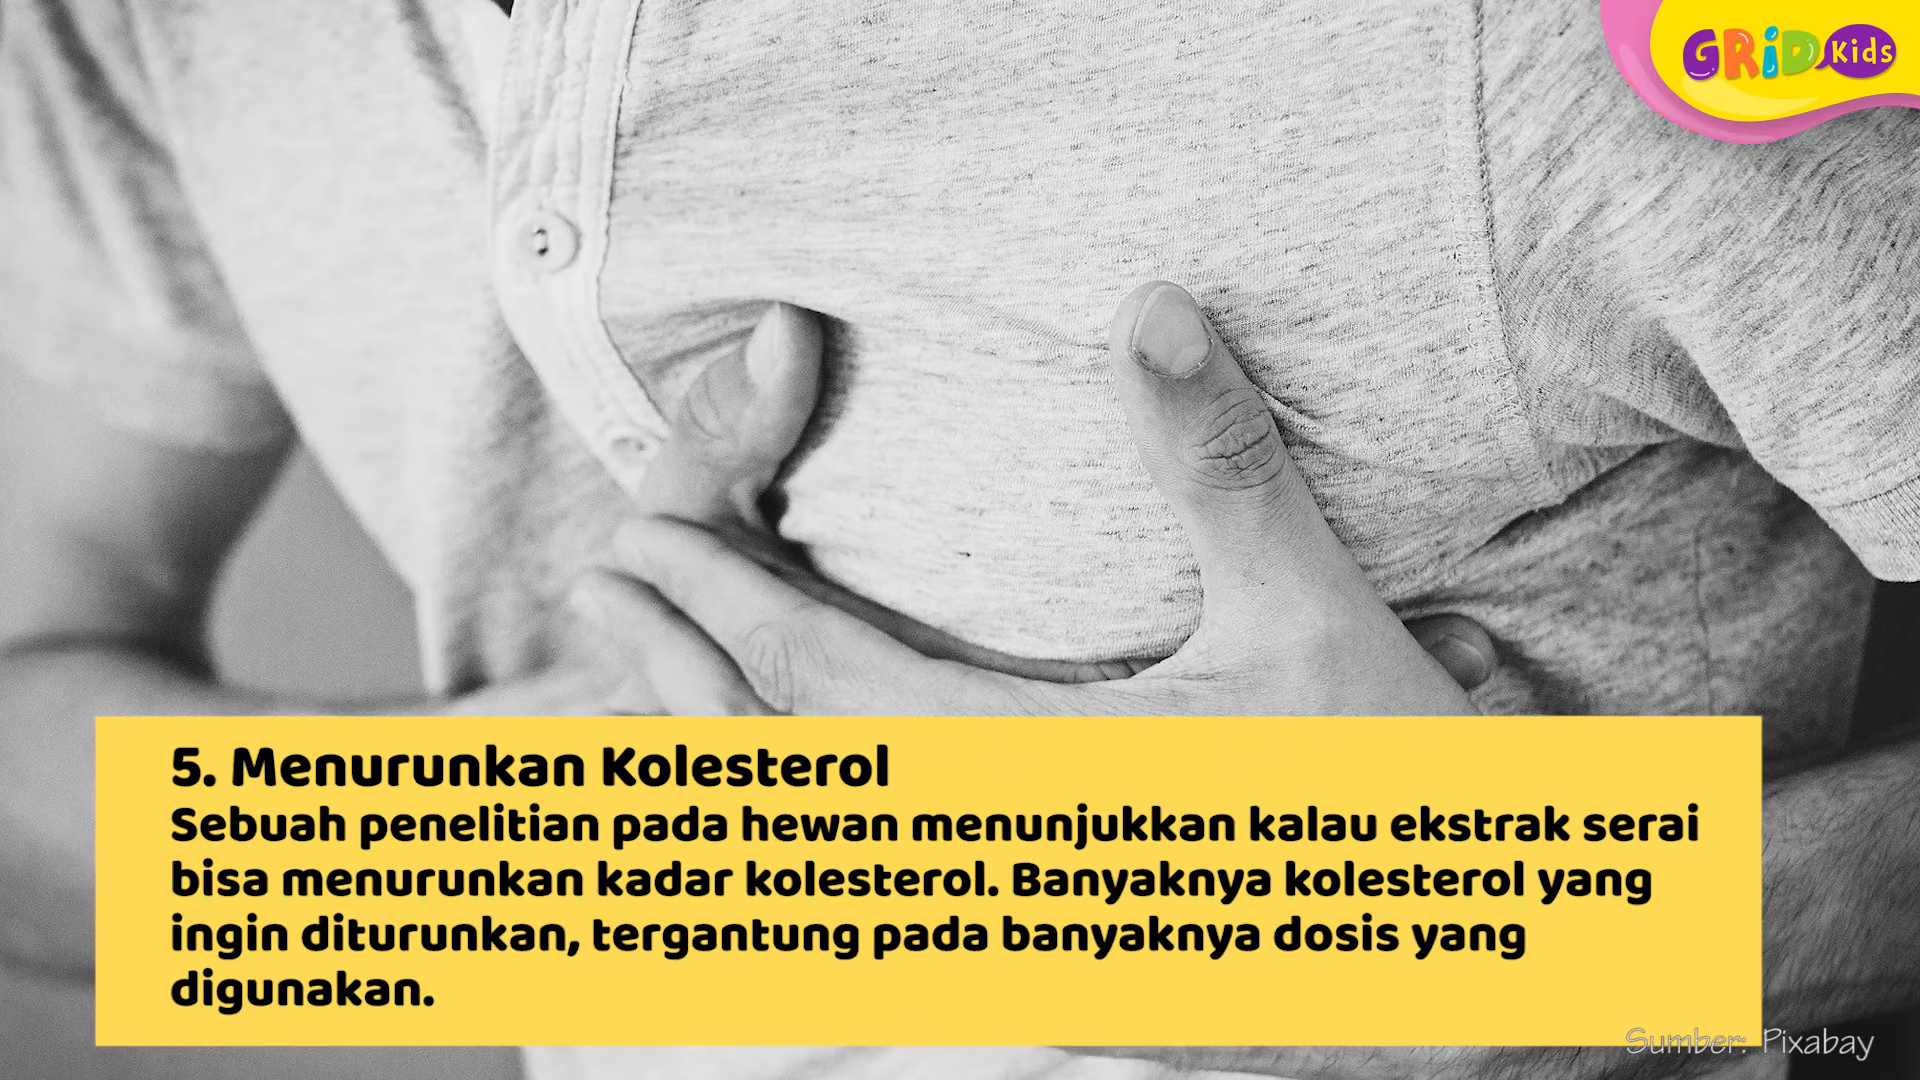 GRID Kids
5. Menurunkan Kolesterol
Sebuah penelitian pada hewan menunjukkan kalau ekstrak serai
bisa menurunkan kadar kolesterol. Banyaknya kolesterol yang
ingin diturunkan, tergantung pada banyaknya dosis yang
digunakan.
Sumber: Pixabay